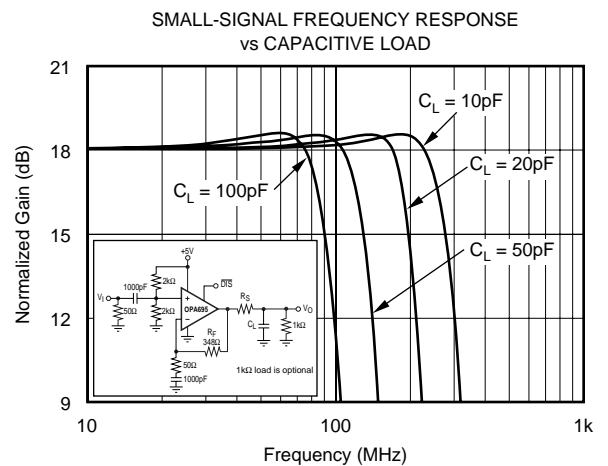 SMALL-SIGNAL FREQUENCY RESPONSE
vs CAPACITIVE LOAD
21
18
15
12
9
Normalized Gain (dB)
C_L = 10pF
C_L = 20pF
C_L = 100pF
C_L = 50pF
+5V
DIS
1000pF
2kΩ
V_I
50Ω
2kΩ
+
OPA695
–
R_S
V_O
C_L
1kΩ
R_F
348Ω
50Ω
1000pF
1kΩ load is optional
10
100
1k
Frequency (MHz)